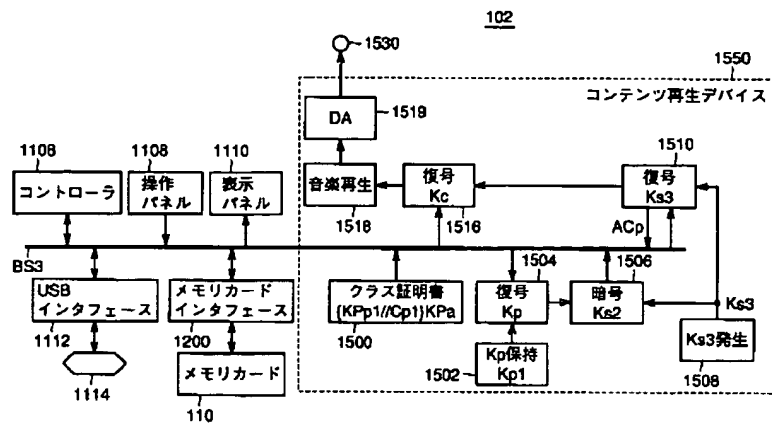 102
1530
1550
コンテンツ再生デバイス
DA
1519
1106
1108
1110
1510
コントローラ
操作
パネル
表示
パネル
音楽再生
復号
Kc
復号
Ks3
1518
1516
ACp
BS3
1504
1506
USB
インタフェース
メモリカード
インタフェース
クラス証明書
{KPp1//Cp1}KPa
復号
Kp
暗号
Ks2
Ks3
1112
1200
1500
Kp保持
Kp1
Ks3発生
1502
1508
メモリカード
1114
110